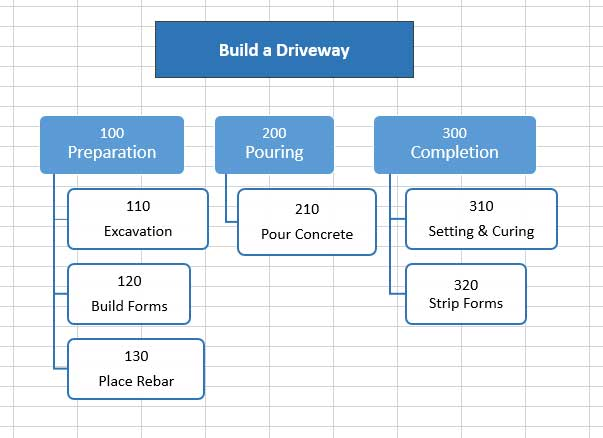 Build a Driveway
100
Preparation
110
Excavation
120
Build Forms
130
Place Rebar
200
Pouring
210
Pour Concrete
300
Completion
310
Setting & Curing
320
Strip Forms